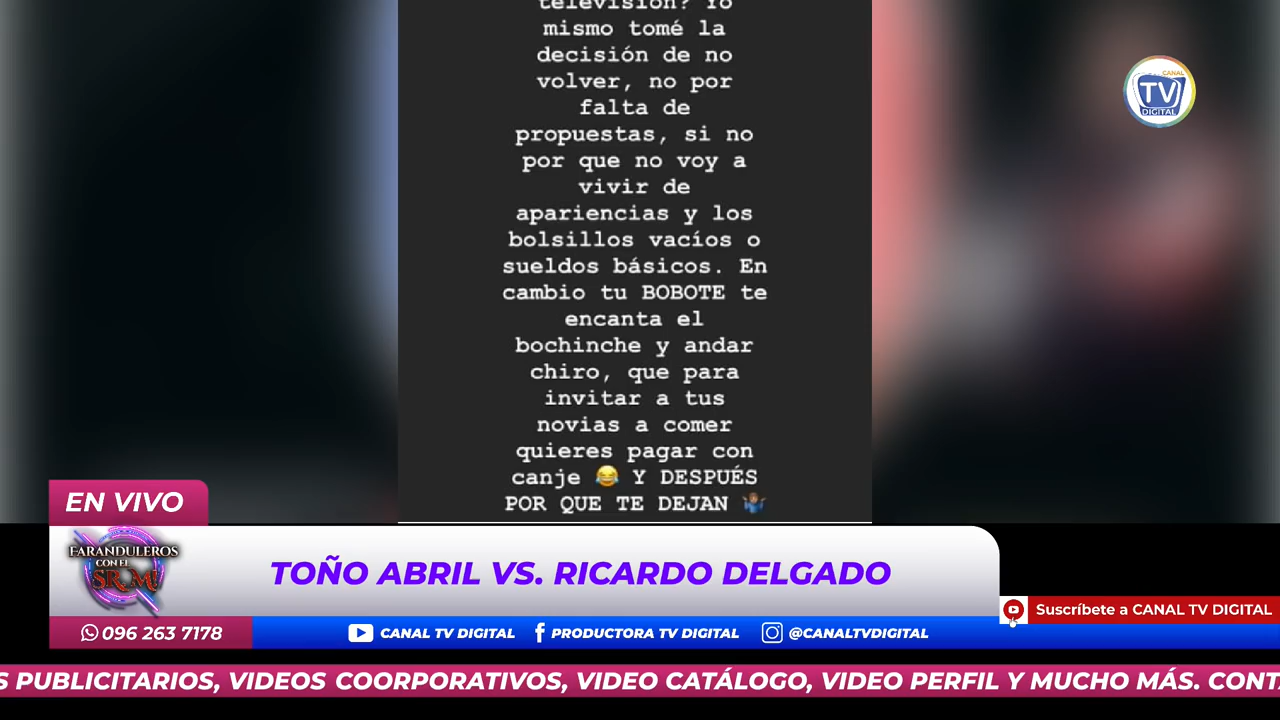 televisión? Yo
mismo tomé la
decisión de no
volver, no por
falta de
propuestas, si no
por que no voy a
vivir de
apariencias y los
bolsillos vacíos o
sueldos básicos. En
cambio tu BOBOTE te
encanta el
bochinche y andar
chiro, que para
invitar a tus
novias a comer
quieres pagar con
canje 😂 Y DESPUÉS
POR QUE TE DEJAN 🤷🏽‍♂️
CANAL
TV
DIGITAL
EN VIVO
FARANDULEROS
CON EL
SR. M!
TOÑO ABRIL VS. RICARDO DELGADO
Suscríbete a CANAL TV DIGITAL
096 263 7178
CANAL TV DIGITAL
PRODUCTORA TV DIGITAL
@CANALTVDIGITAL
S PUBLICITARIOS, VIDEOS COORPORATIVOS, VIDEO CATÁLOGO, VIDEO PERFIL Y MUCHO MÁS. CONT